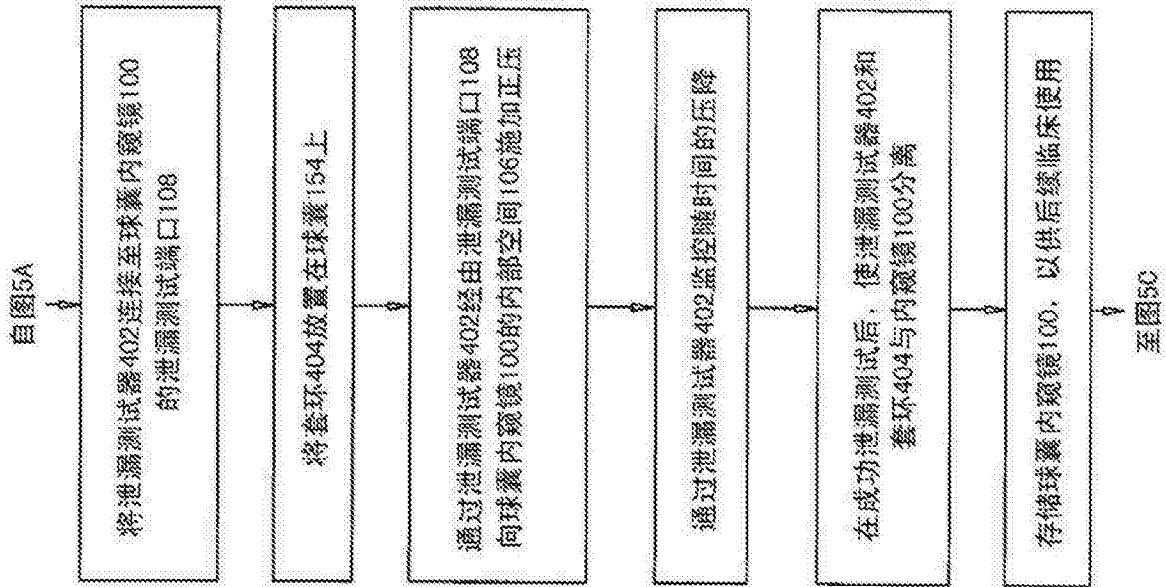 自图5A
将泄漏测试器402连接至球囊内窥镜100
的泄漏测试端口108
将套环404放置在球囊154上
通过泄漏测试器402经由泄漏测试端口108
向球囊内窥镜100的内部空间106施加正压
通过泄漏测试器402监控随时间的压降
在成功泄漏测试后，使泄漏测试器402和
套环404与内窥镜100分离
存储球囊内窥镜100，以供后续临床使用
至图5C